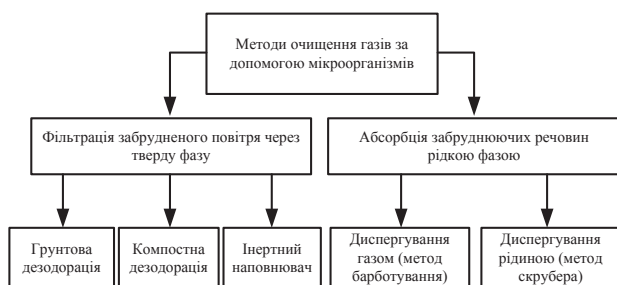 Методи очищення газів за
допомогою мікроорганізмів
Фільтрація забрудненого повітря через
тверду фазу
Абсорбція забруднюючих речовин
рідкою фазою
Грунтова
дезодорація
Компостна
дезодорація
Інертний
наповнювач
Диспергування
газом (метод
барботування)
Диспергування
рідиною (метод
скрубера)